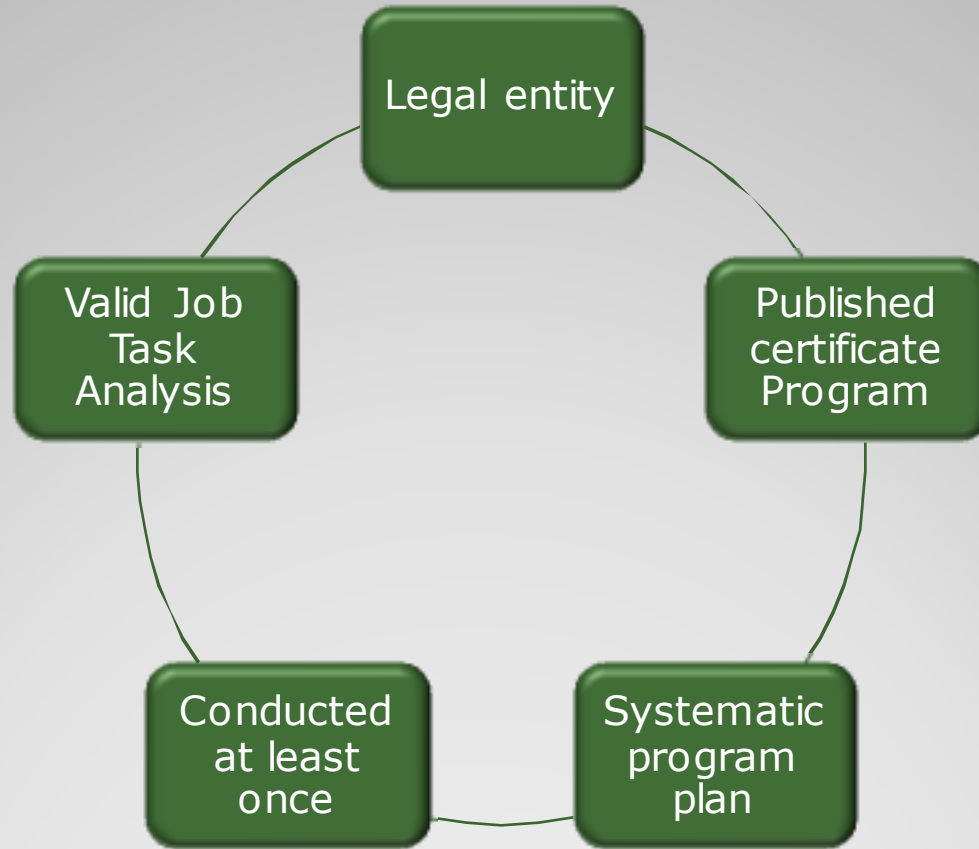 Legal entity
Published
certificate
Program
Systematic
program
plan
Conducted
at least
once
Valid Job
Task
Analysis